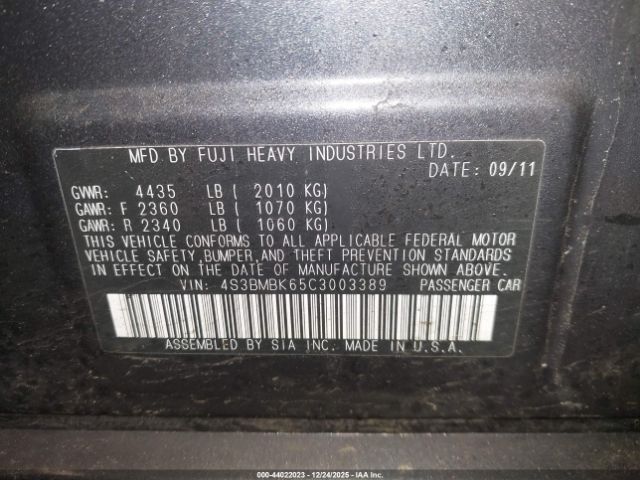 MFD. BY FUJI HEAVY INDUSTRIES LTD.
DATE: 09/11
GVWR: 4435 LB ( 2010 KG)
GAWR: F 2360 LB ( 1070 KG)
GAWR: R 2340 LB ( 1060 KG)
THIS VEHICLE CONFORMS TO ALL APPLICABLE FEDERAL MOTOR
VEHICLE SAFETY, BUMPER, AND THEFT PREVENTION STANDARDS
IN EFFECT ON THE DATE OF MANUFACTURE SHOWN ABOVE.
VIN: 4S3BMBK65C3003389 PASSENGER CAR
ASSEMBLED BY SIA INC. MADE IN U.S.A.
000-44022023 - 12/24/2025 - IAA Inc.